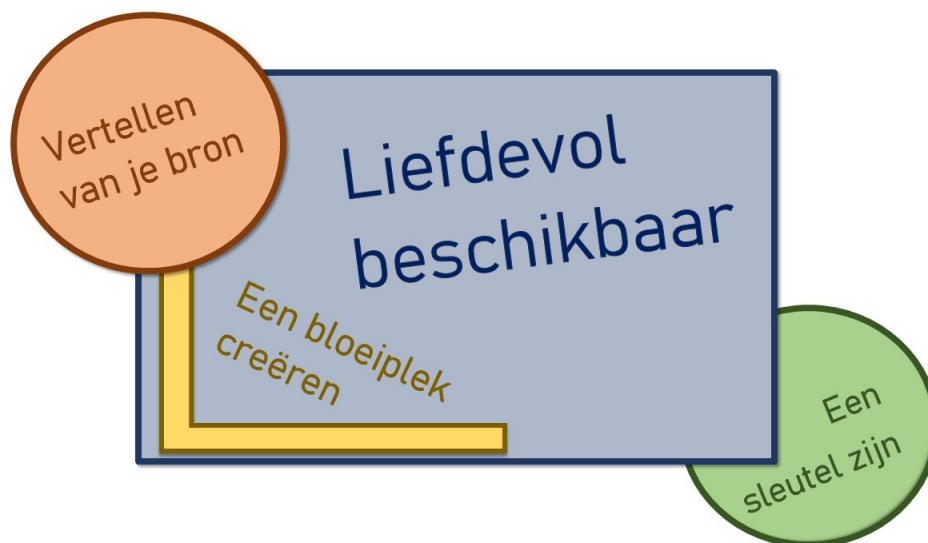 Vertellen
van je bron
Liefdevol
beschikbaar
Een bloeiplek
creëren
Een
sleutel zijn